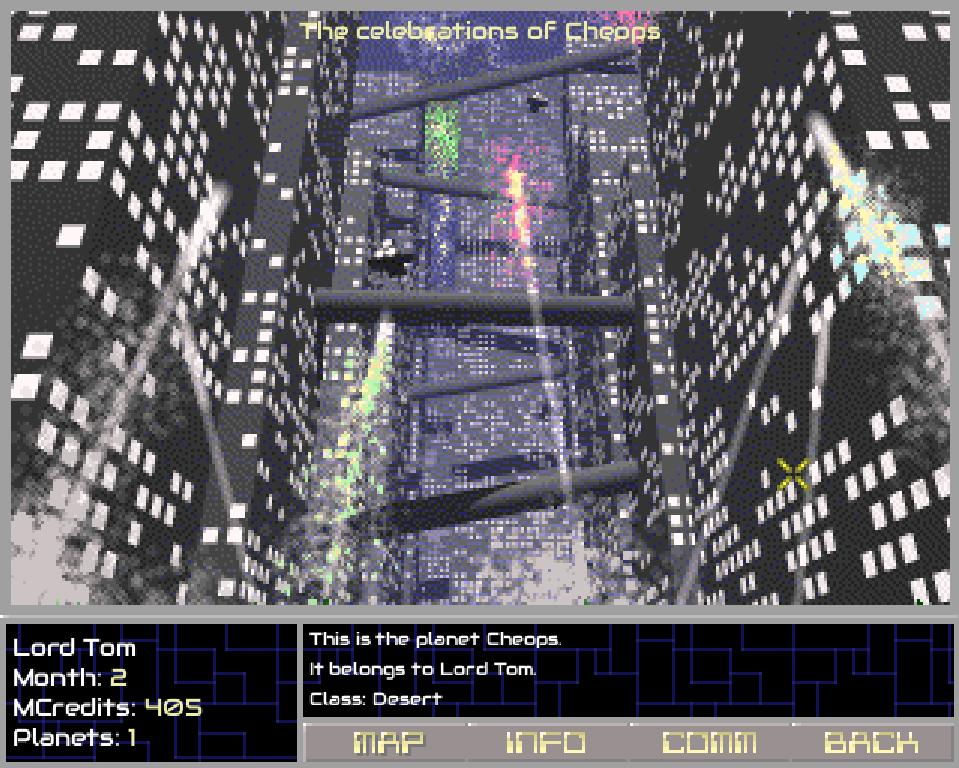 The celebrations of Cheops
Lord Tom
Month: 2
MCredits: 405
Planets: 1
This is the planet Cheops.
It belongs to Lord Tom.
Class: Desert
MAP INFO COMM BACK